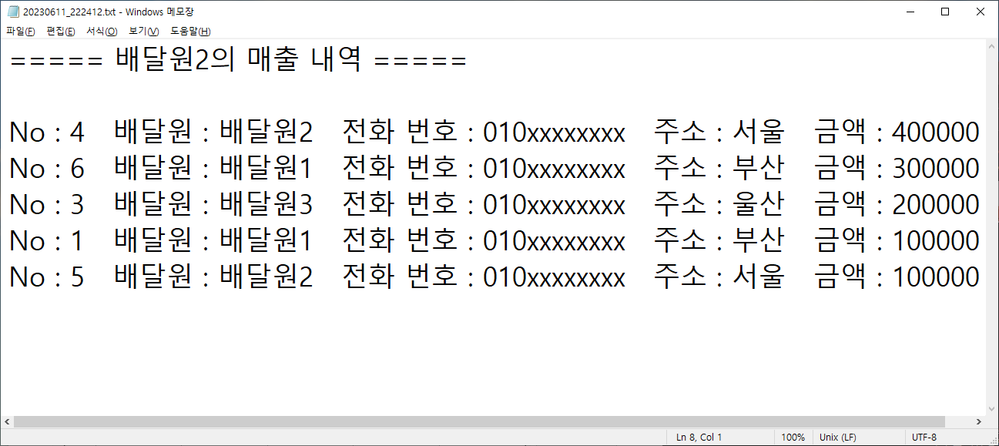 20230611_222412.txt - Windows 메모장
파일(F) 편집(E) 서식(O) 보기(V) 도움말(H)
===== 배달원2의 매출 내역 =====
No : 4 배달원 : 배달원2 전화 번호 : 010xxxxxxxx 주소 : 서울 금액 : 400000
No : 6 배달원 : 배달원1 전화 번호 : 010xxxxxxxx 주소 : 부산 금액 : 300000
No : 3 배달원 : 배달원3 전화 번호 : 010xxxxxxxx 주소 : 울산 금액 : 200000
No : 1 배달원 : 배달원1 전화 번호 : 010xxxxxxxx 주소 : 부산 금액 : 100000
No : 5 배달원 : 배달원2 전화 번호 : 010xxxxxxxx 주소 : 서울 금액 : 100000
Ln 8, Col 1 100% Unix (LF) UTF-8